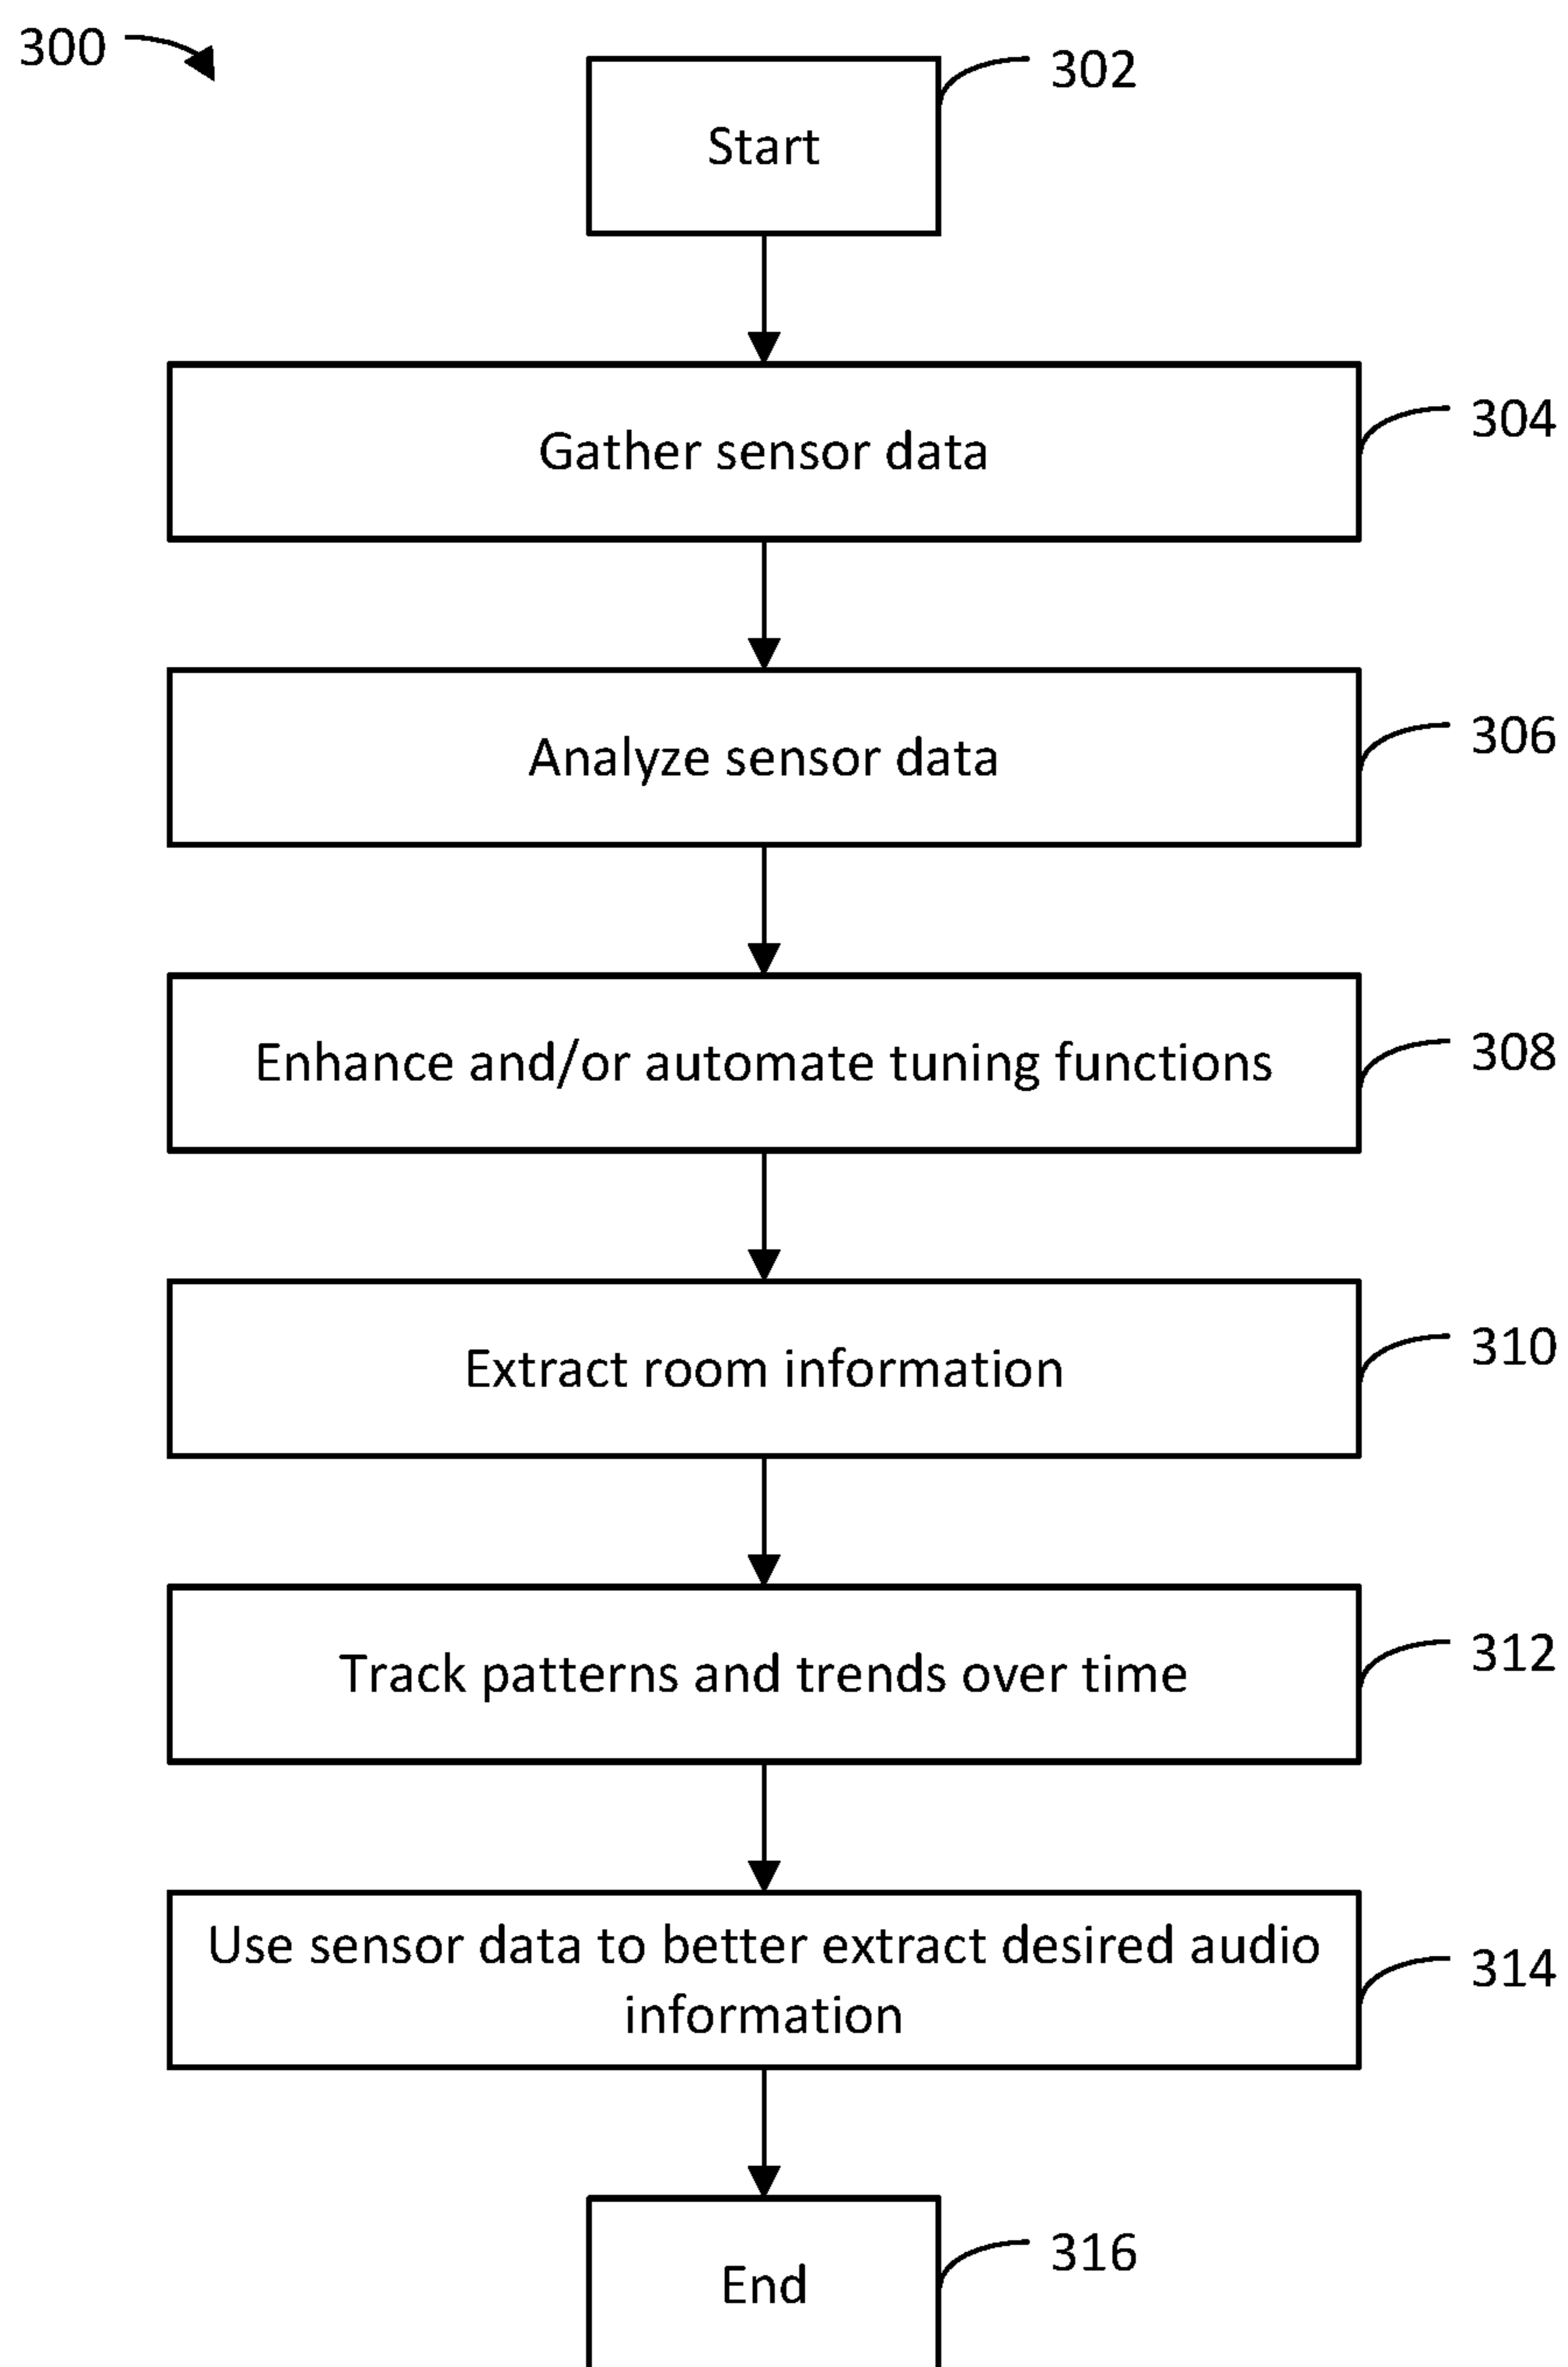 300
302
Start
304
Gather sensor data
306
Analyze sensor data
308
Enhance and/or automate tuning functions
310
Extract room information
312
Track patterns and trends over time
314
Use sensor data to better extract desired audio
information
316
End